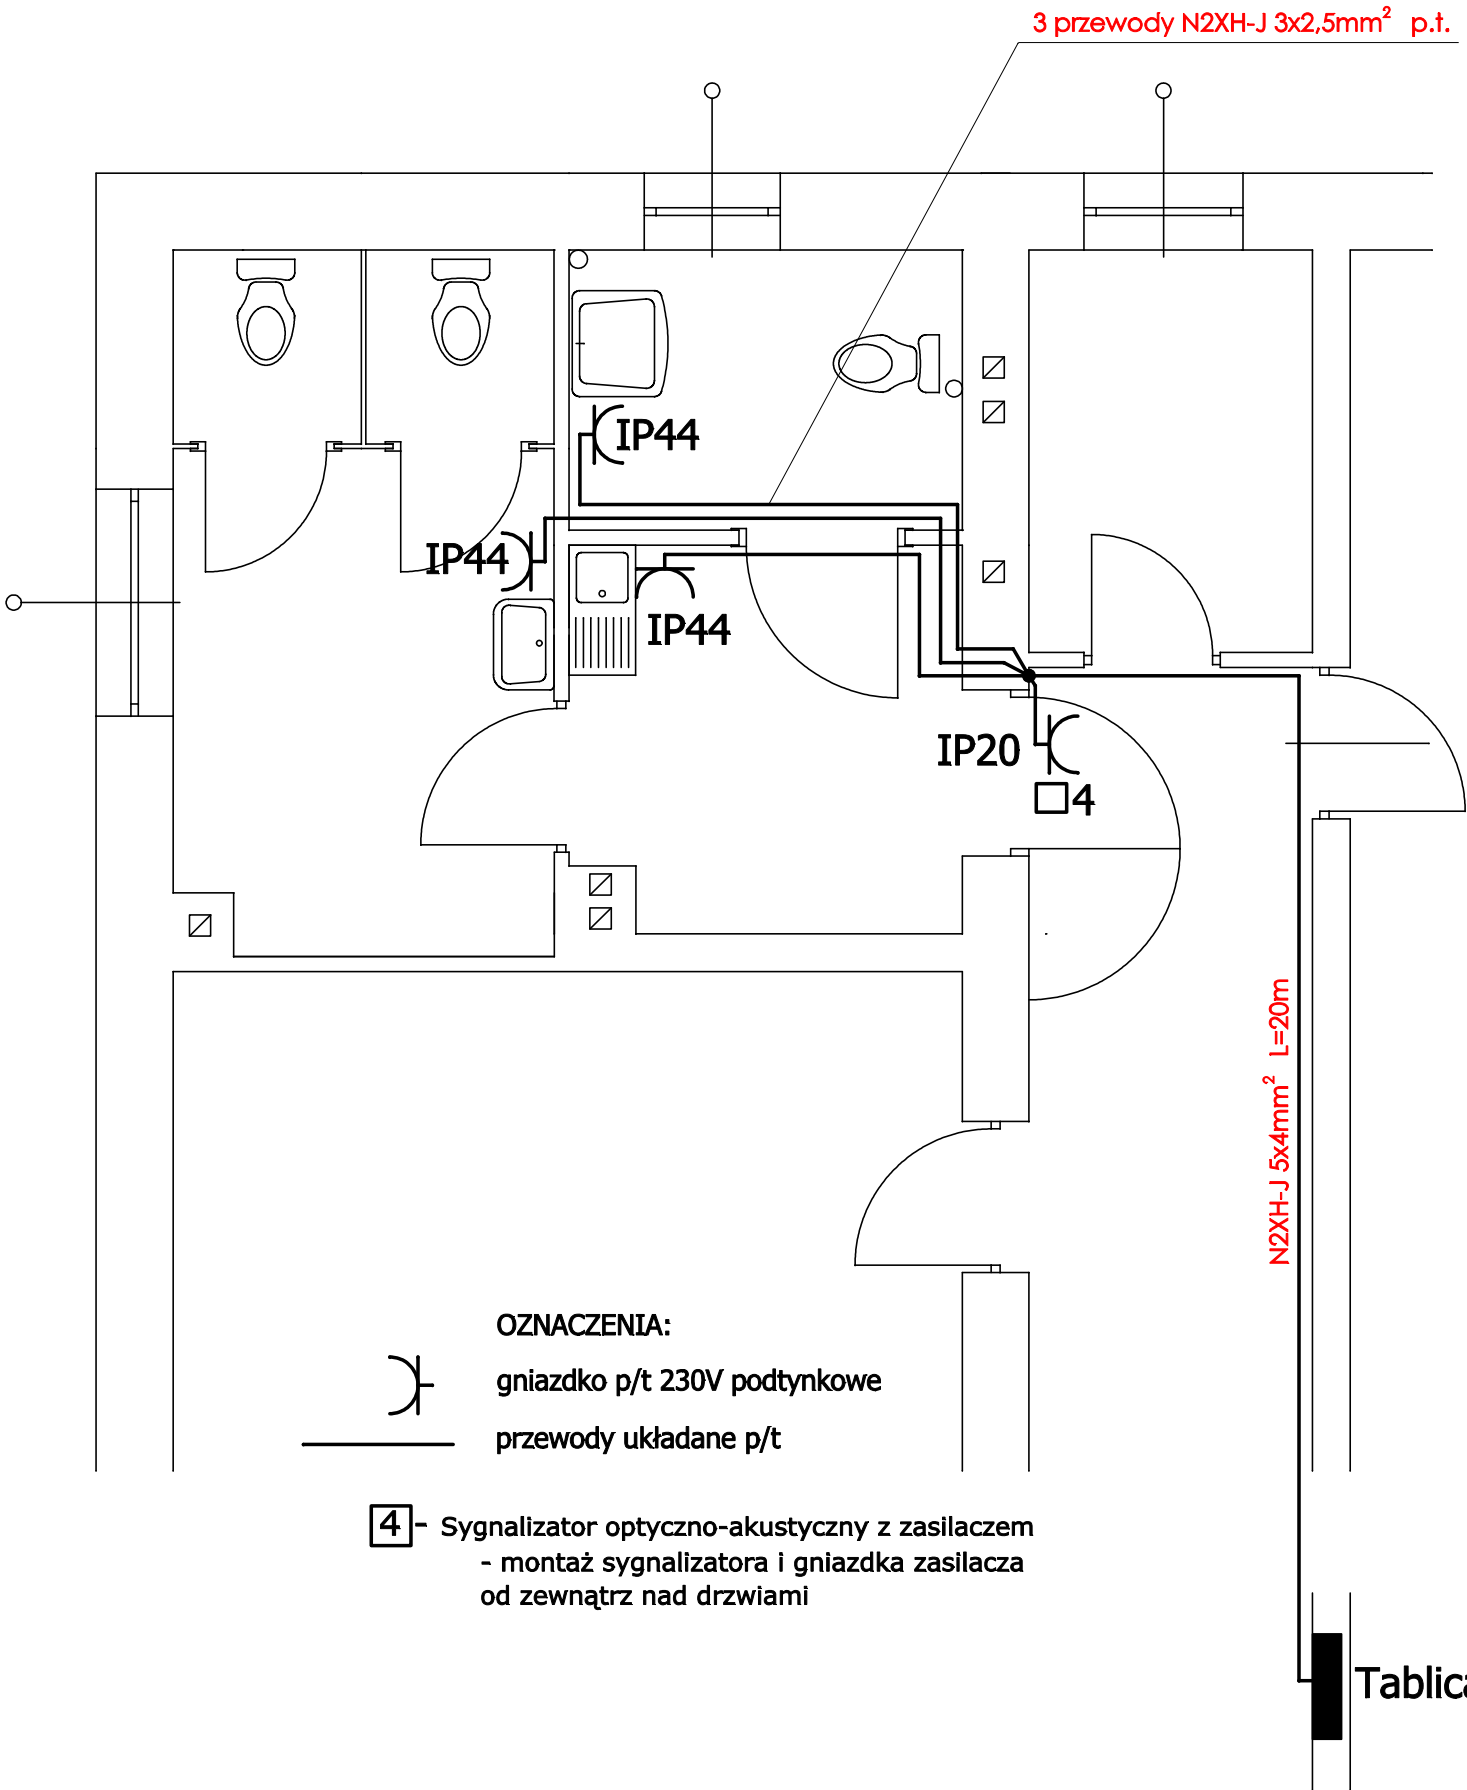 3 przewody N2XH-J 3x2,5mm² p.t.
IP44
IP44
IP44
IP20
4
N2XH-J 5x4mm² L=20m
OZNACZENIA:
gniazdko p/t 230V podtynkowe
przewody układane p/t
4 - Sygnalizator optyczno-akustyczny z zasilaczem
- montaż sygnalizatora i gniazdka zasilacza
od zewnątrz nad drzwiami
Tablica